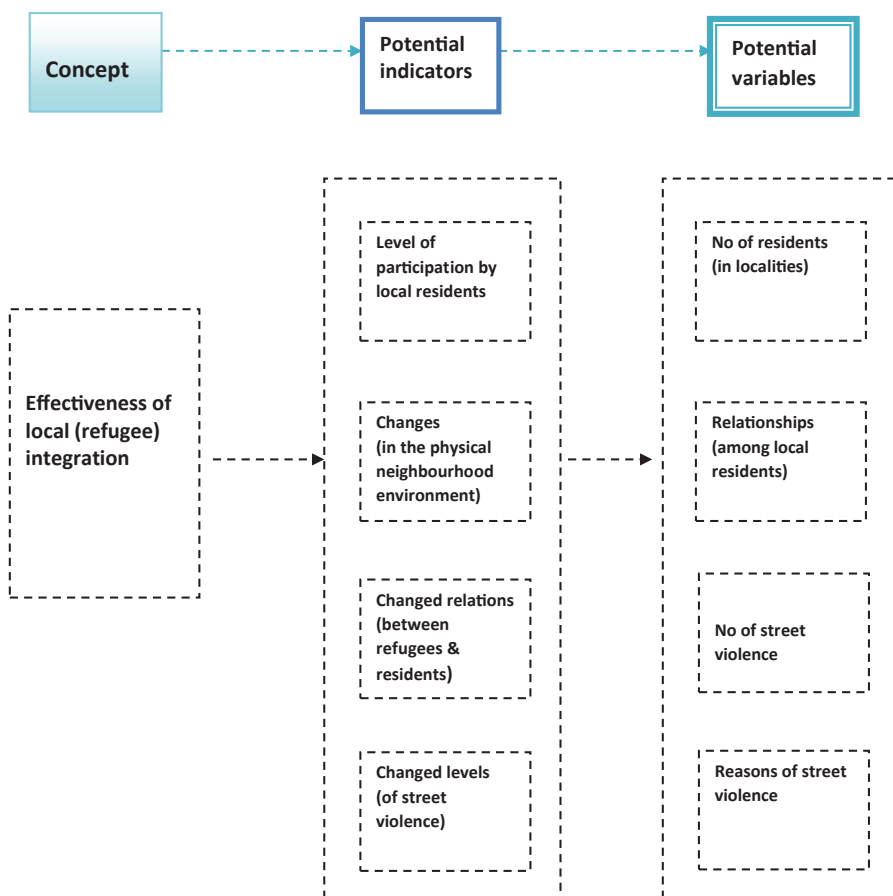 Concept
Potential
indicators
Potential
variables
Effectiveness of
local (refugee)
integration
Level of
participation by
local residents
Changes
(in the physical
neighbourhood
environment)
Changed relations
(between
refugees &
residents)
Changed levels
(of street
violence)
No of residents
(in localities)
Relationships
(among local
residents)
No of street
violence
Reasons of street
violence